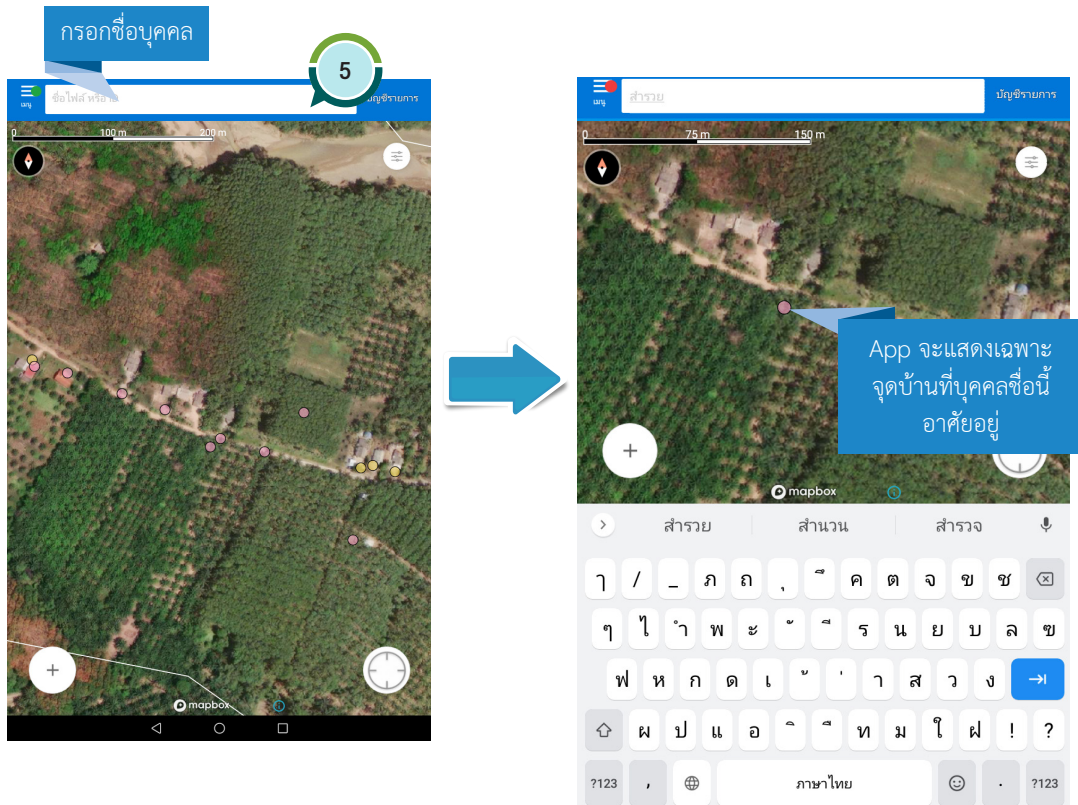 กรอกชื่อบุคคล
5
เมนู
ชื่อไฟล์ หรือ
บัญชีรายการ
0 100 m 200 m
mapbox
เมนู
สำรวย
บัญชีรายการ
0 75 m 150 m
App จะแสดงเฉพาะ
จุดบ้านที่บุคคลชื่อนี้
อาศัยอยู่
mapbox
สำรวย สำนวน สำรวจ
ๅ / _ ภ ถ ุ ึ ค ต จ ข ช
ๆ ไ ำ พ ะ ั ี ร น ย บ ล ฃ
ฟ ห ก ด เ ้ ่ า ส ว ง
ผ ป แ อ ิ ื ท ม ใ ฝ ! ?
?123 , ภาษาไทย . ?123